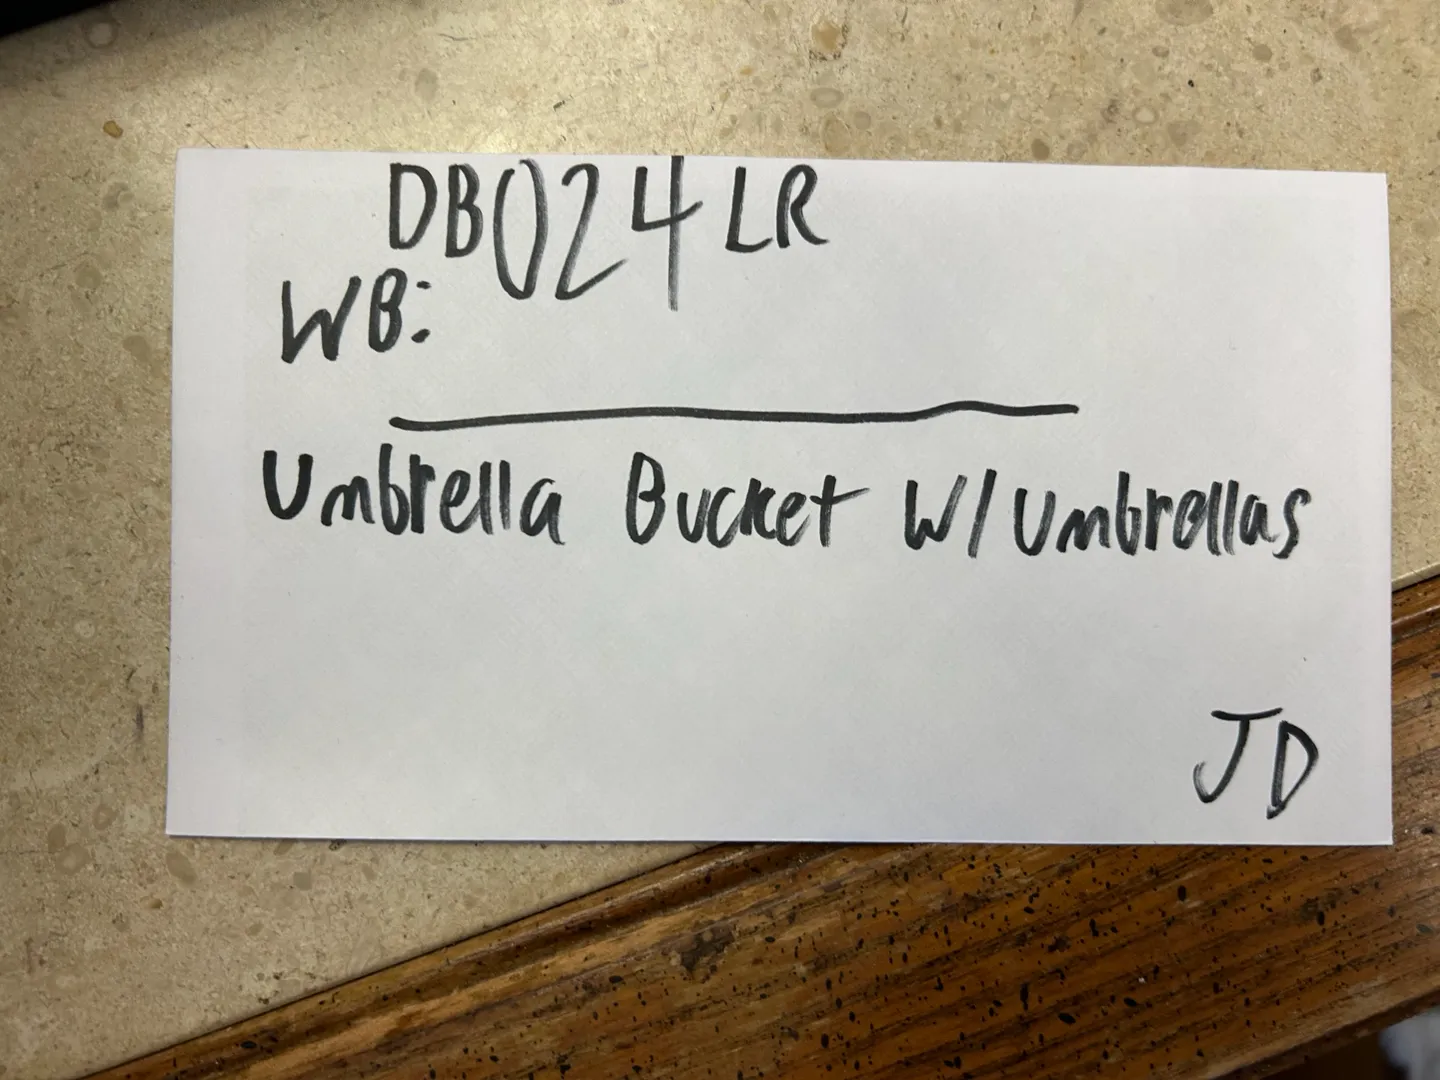 DB024LR
WB:
Umbrella Bucket W/Umbrellas
JD